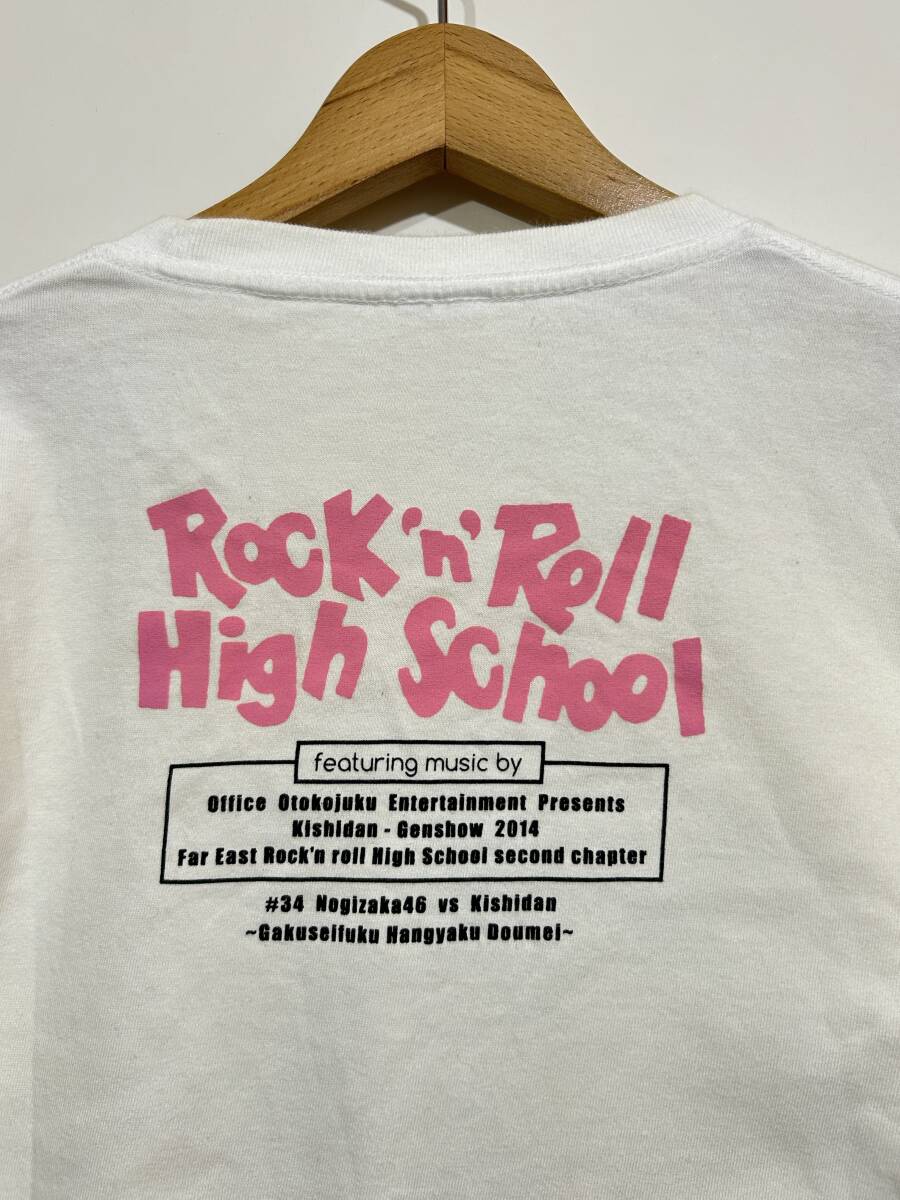 Rock 'n' Roll
High School
featuring music by
Office Otokojuku Entertainment Presents
Kishidan - Genshow 2014
Far East Rock'n roll High School second chapter
#34 Nogizaka46 vs Kishidan
~Gakuseifuku Hangyaku Doumei~